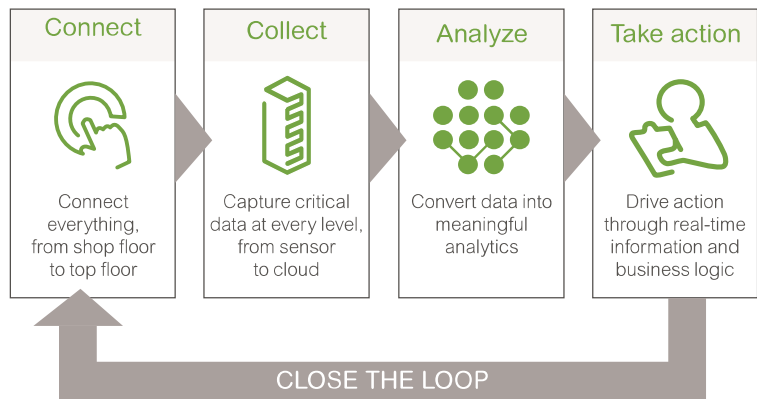 Connect
Connect
everything,
from shop floor
to top floor
Collect
Capture critical
data at every level,
from sensor
to cloud
Analyze
Convert data into
meaningful
analytics
Take action
Drive action
through real-time
information and
business logic
CLOSE THE LOOP